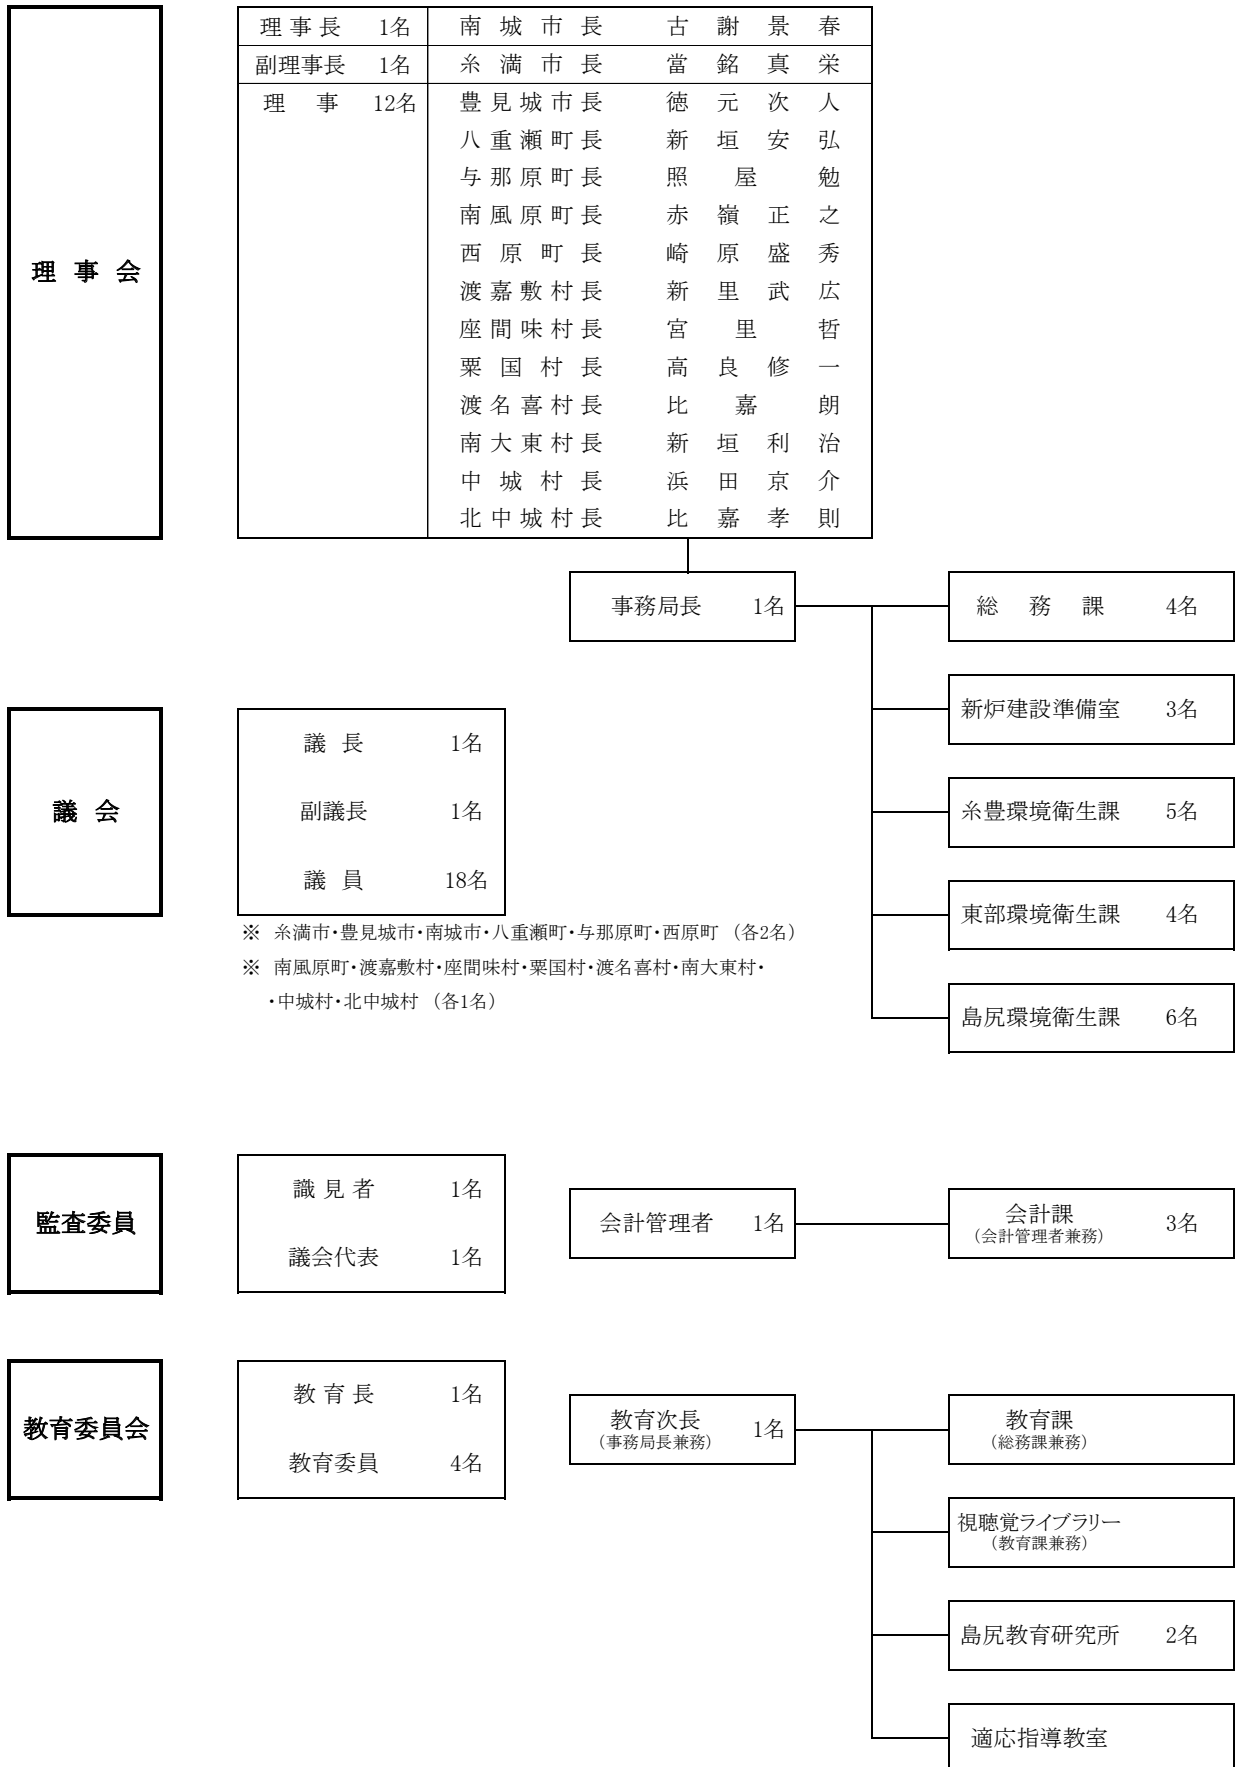 理事会
理事長 1名 南城市長 古謝景春
副理事長 1名 糸満市長 當銘真栄
理事 12名 豊見城市長 徳元次人
八重瀬町長 新垣安弘
与那原町長 照屋勉
南風原町長 赤嶺正之
西原町長 崎原盛秀
渡嘉敷村長 新里武広
座間味村長 宮里哲
粟国村長 高良修一
渡名喜村長 比嘉朗
南大東村長 新垣利治
中城村長 浜田京介
北中城村長 比嘉孝則
事務局長 1名
総務課 4名
新炉建設準備室 3名
糸豊環境衛生課 5名
東部環境衛生課 4名
島尻環境衛生課 6名
議会
議長 1名
副議長 1名
議員 18名
※ 糸満市・豊見城市・南城市・八重瀬町・与那原町・西原町 （各2名）
※ 南風原町・渡嘉敷村・座間味村・粟国村・渡名喜村・南大東村・
・中城村・北中城村 （各1名）
監査委員
識見者 1名
議会代表 1名
会計管理者 1名
会計課 3名
（会計管理者兼務）
教育委員会
教育長 1名
教育委員 4名
教育次長 1名
（事務局長兼務）
教育課
（総務課兼務）
視聴覚ライブラリー
（教育課兼務）
島尻教育研究所 2名
適応指導教室